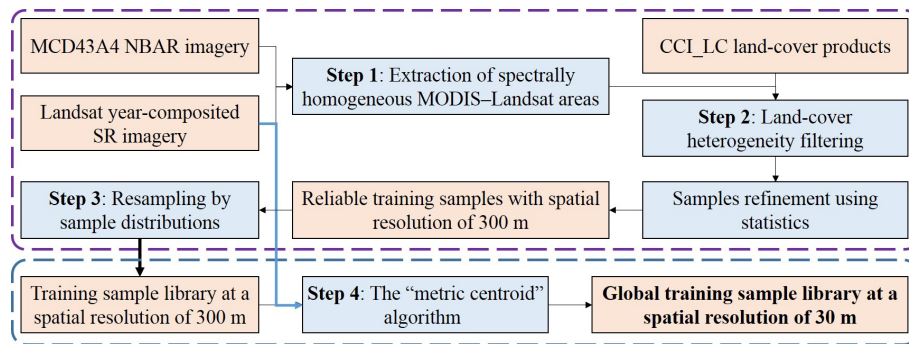 MCD43A4 NBAR imagery
CCI_LC land-cover products
Step 1: Extraction of spectrally
homogeneous MODIS–Landsat areas
Landsat year-composited
SR imagery
Step 2: Land-cover
heterogeneity filtering
Step 3: Resampling by
sample distributions
Reliable training samples with spatial
resolution of 300 m
Samples refinement using
statistics
Training sample library at a
spatial resolution of 300 m
Step 4: The “metric centroid”
algorithm
Global training sample library at a
spatial resolution of 30 m